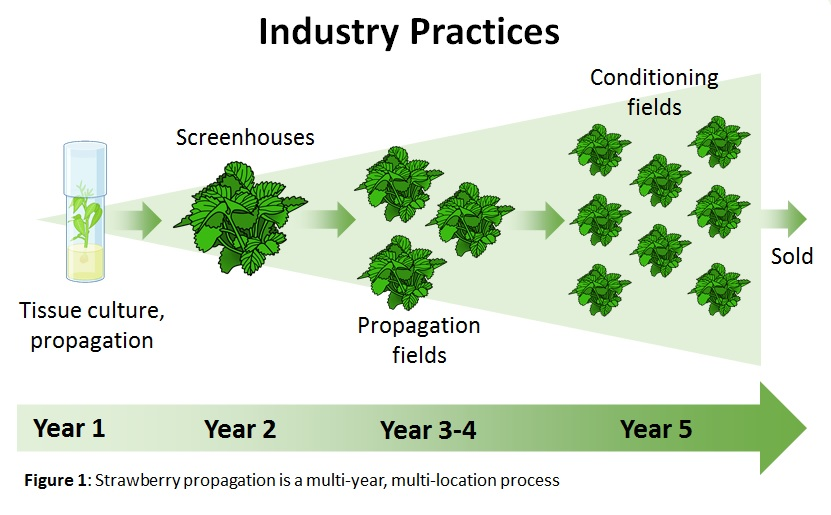 Industry Practices
Conditioning
fields
Screenhouses
Sold
Tissue culture,
propagation
Propagation
fields
Year 1
Year 2
Year 3-4
Year 5
Figure 1: Strawberry propagation is a multi-year, multi-location process